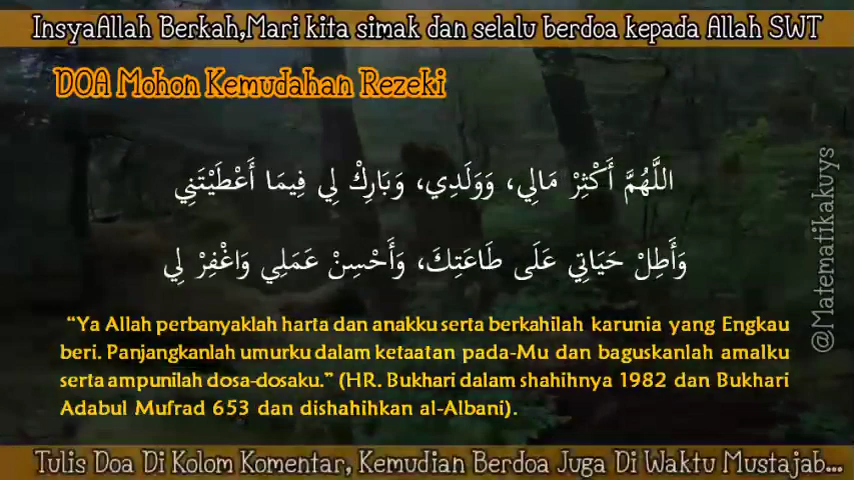 InsyaAllah Berkah,Mari kita simak dan selalu berdoa kepada Allah SWT
DOA Mohon Kemudahan Rezeki
اللَّهُمَّ أَكْثِرْ مَالِي، وَوَلَدِي، وَبَارِكْ لِي فِيمَا أَعْطَيْتَنِي
وَأَطِلْ حَيَاتِي عَلَى طَاعَتِكَ، وَأَحْسِنْ عَمَلِي وَاغْفِرْ لِي
“Ya Allah perbanyaklah harta dan anakku serta berkahilah karunia yang Engkau
beri. Panjangkanlah umurku dalam ketaatan pada-Mu dan baguskanlah amalku
serta ampunilah dosa-dosaku.” (HR. Bukhari dalam shahihnya 1982 dan Bukhari
Adabul Mufrad 653 dan dishahihkan al-Albani).
@Matematikakuys
Tulis Doa Di Kolom Komentar, Kemudian Berdoa Juga Di Waktu Mustajab...